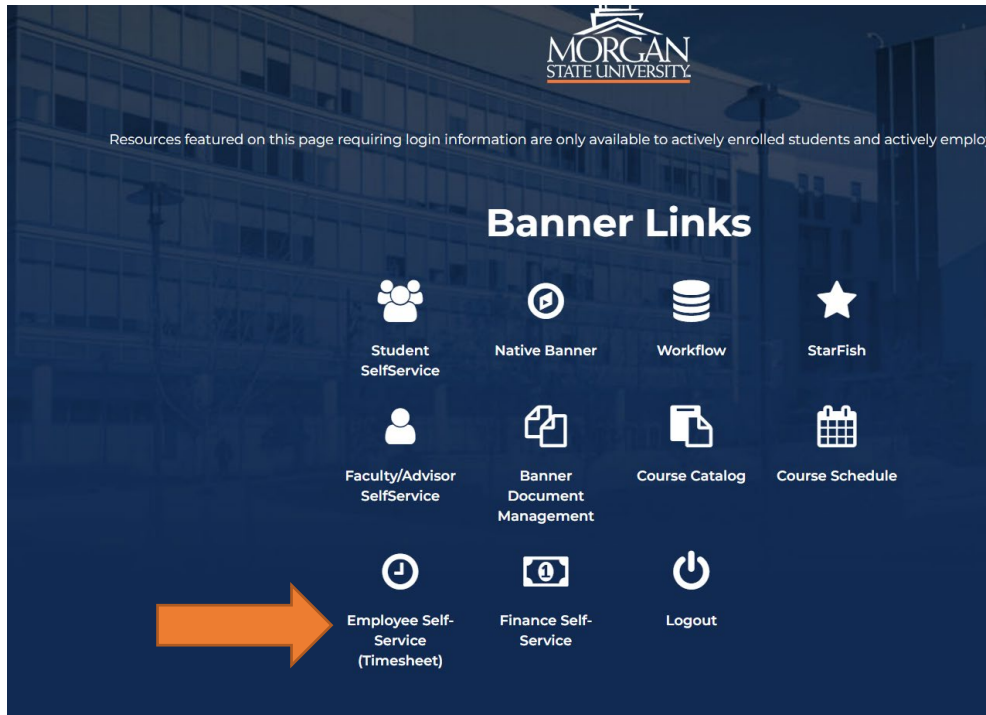 MORGAN
STATE UNIVERSITY.
Resources featured on this page requiring login information are only available to actively enrolled students and actively
Banner Links
Student
SelfService
Native Banner
Workflow
StarFish
Faculty/Advisor
SelfService
Banner
Document
Management
Course Catalog
Course Schedule
Employee Self-
Service
(Timesheet)
Finance Self-
Service
Logout